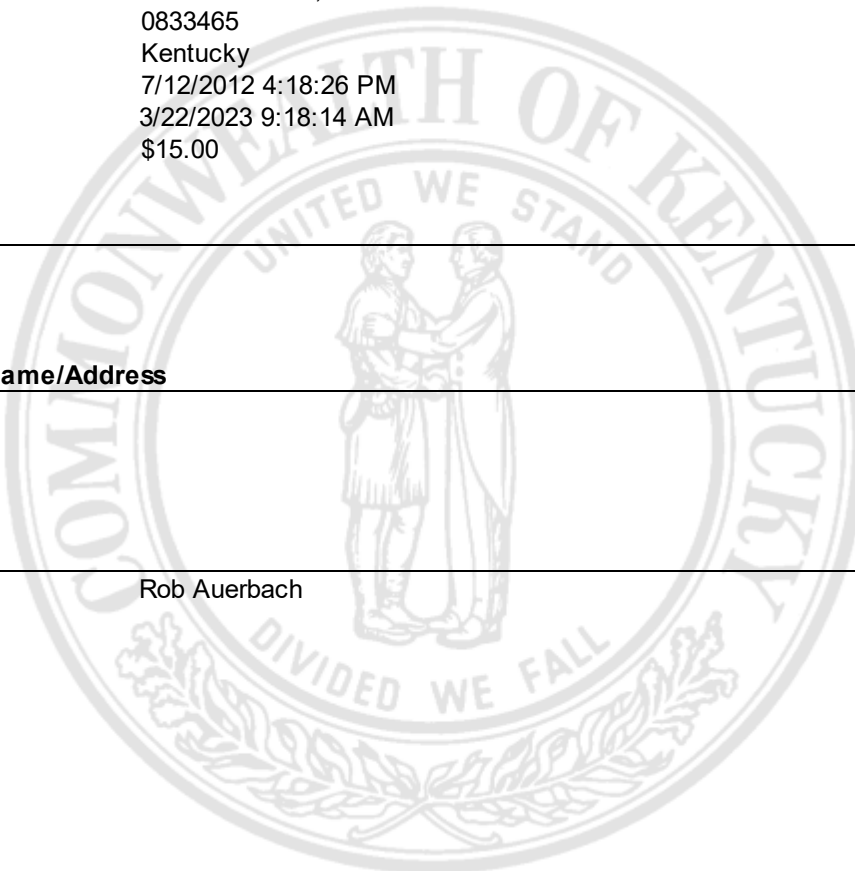 0833465
Kentucky
7/12/2012 4:18:26 PM
3/22/2023 9:18:14 AM
$15.00
COMMONWEALTH OF KENTUCKY
UNITED WE STAND
ame/Address
Rob Auerbach
DIVIDED WE FALL